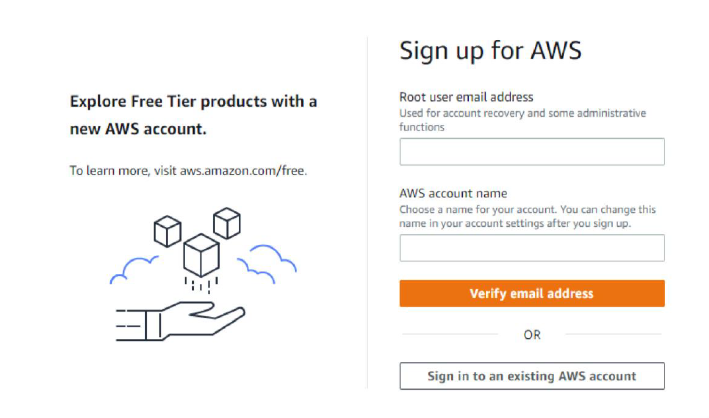 Explore Free Tier products with a
new AWS account.
To learn more, visit aws.amazon.com/free.
Sign up for AWS
Root user email address
Used for account recovery and some administrative
functions
AWS account name
Choose a name for your account. You can change this
name in your account settings after you sign up.
Verify email address
OR
Sign in to an existing AWS account